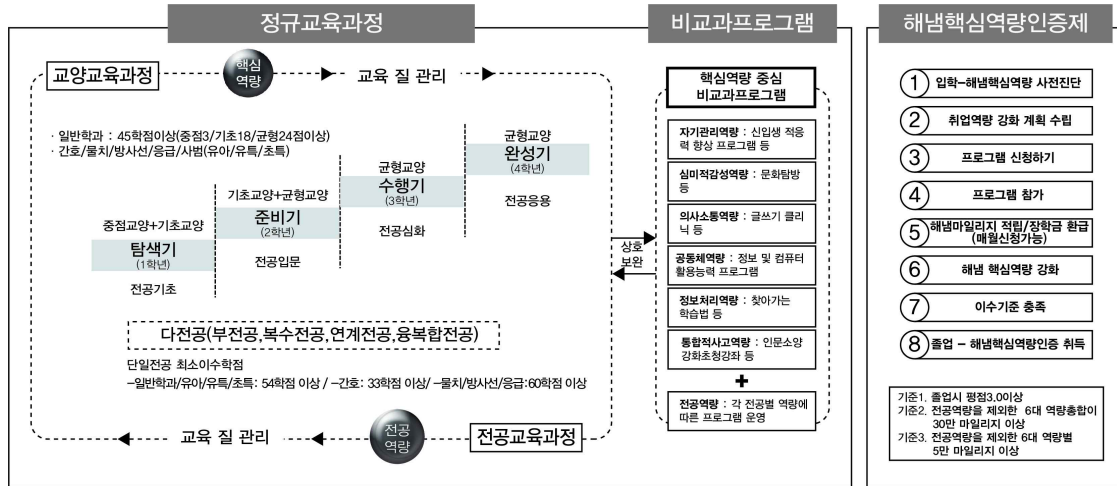 정규교육과정
교양교육과정
핵심
역량
교육 질 관리
· 일반학과 : 45학점이상(중점3/기초18/균형24점이상)
· 간호/물치/방사선/응급/사범(유아/유특/초특)
균형교양
완성기
(4학년)
전공응용
균형교양
수행기
(3학년)
전공심화
기초교양+균형교양
준비기
(2학년)
전공입문
중점교양+기초교양
탐색기
(1학년)
전공기초
다전공(부전공,복수전공,연계전공,융복합전공)
단일전공 최소이수학점
-일반학과/유아/유특/초특: 54학점 이상 / -간호: 33학점 이상/ -물치/방사선/응급:60학점 이상
교육 질 관리
전공
역량
전공교육과정
상호
보완
비교과프로그램
핵심역량 중심
비교과프로그램
자기관리역량 : 신입생 적응
력 향상 프로그램 등
심미적감성역량 : 문화탐방
등
의사소통역량 : 글쓰기 클리
닉 등
공동체역량 : 정보 및 컴퓨터
활용능력 프로그램
정보처리역량 : 찾아가는
학습법 등
통합적사고역량 : 인문소양
강화초청강좌 등
+
전공역량 : 각 전공별 역량에
따른 프로그램 운영
해냄핵심역량인증제
1 입학-해냄핵심역량 사전진단
2 취업역량 강화 계획 수립
3 프로그램 신청하기
4 프로그램 참가
5 해냄마일리지 적립/장학금 환급
(매월신청가능)
6 해냄 핵심역량 강화
7 이수기준 충족
8 졸업 - 해냄핵심역량인증 취득
기준1. 졸업시 평점3.0이상
기준2. 전공역량을 제외한 6대 역량총합이
30만 마일리지 이상
기준3. 전공역량을 제외한 6대 역량별
5만 마일리지 이상